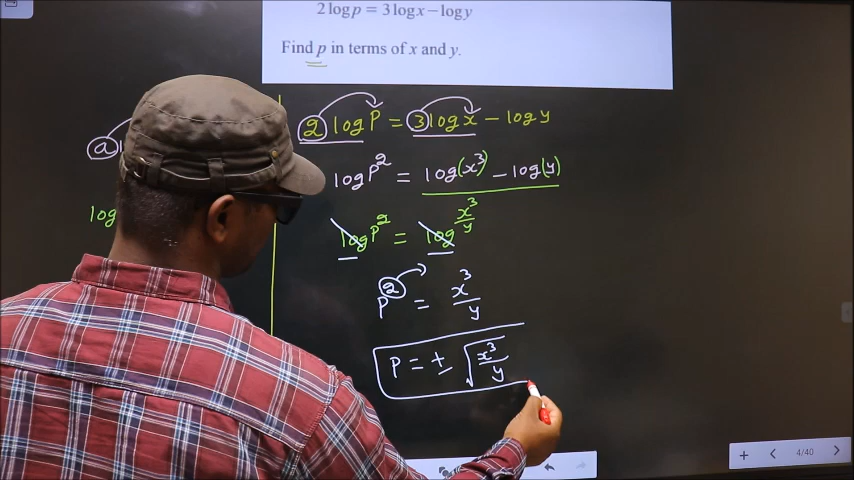 2 log p = 3 log x − log y
Find p in terms of x and y.
a
2 log P = 3 log x − log y
log P² = log(x³) − log(y)
log
log P² = log x³/y
P² = x³/y
P = ± √(x³/y)
4/40